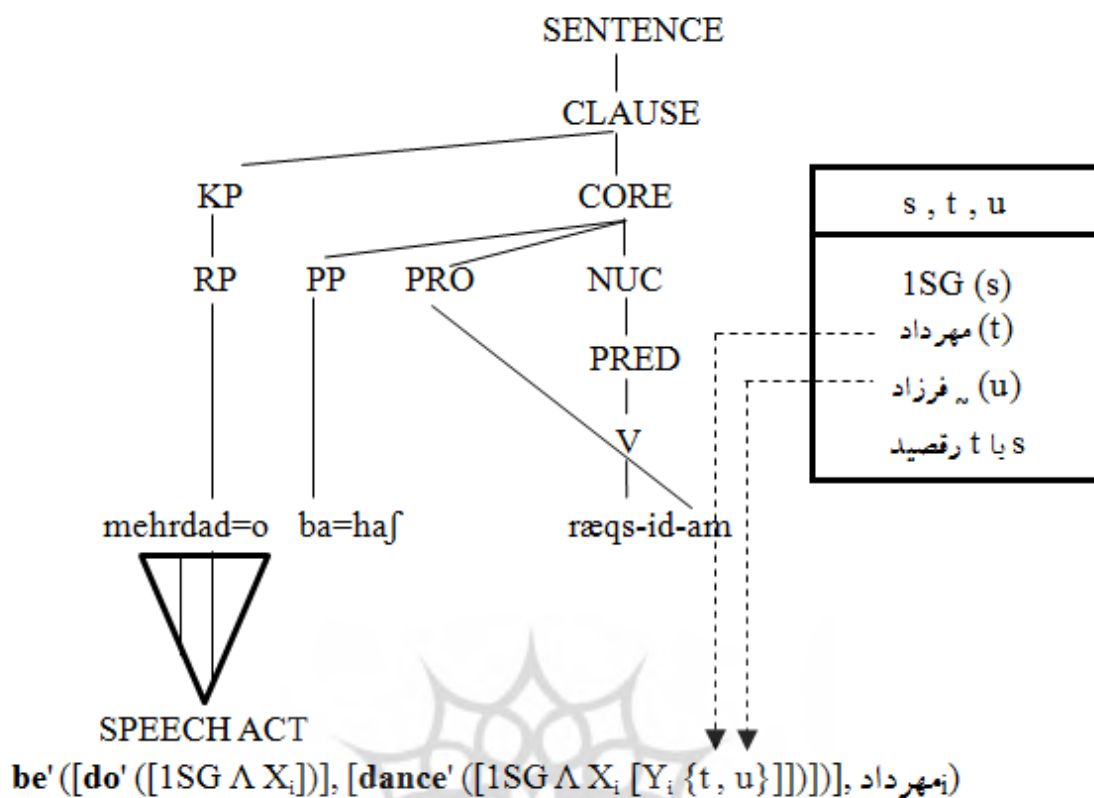 SENTENCE
CLAUSE
KP CORE
s , t , u
RP PP PRO NUC
1SG (s)
مهرداد (t)
PRED
~ فرزاد (u)
V
s با t رقصید
mehrdad=o ba=haʃ ræqs-id-am
SPEECH ACT
be' ([do' ([1SG Λ Xi])], [dance' ([1SG Λ Xi [Yi {t , u}]])])], مهردادi)